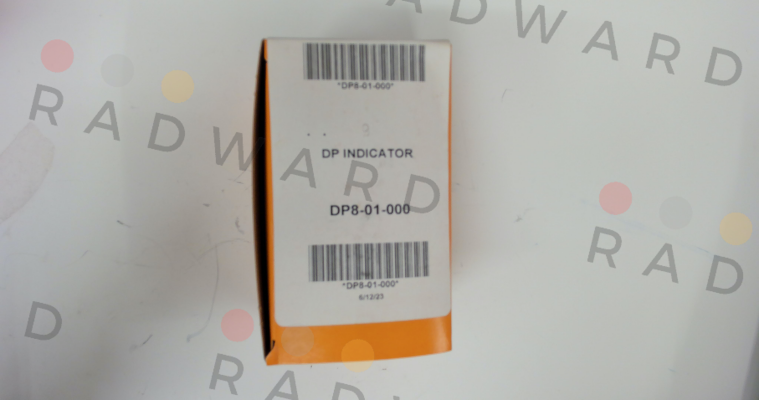 *DP8-01-000*
DP INDICATOR
DP8-01-000
*DP8-01-000*
6/12/23
RADWARD
RADWARD
RAD
D
RAD